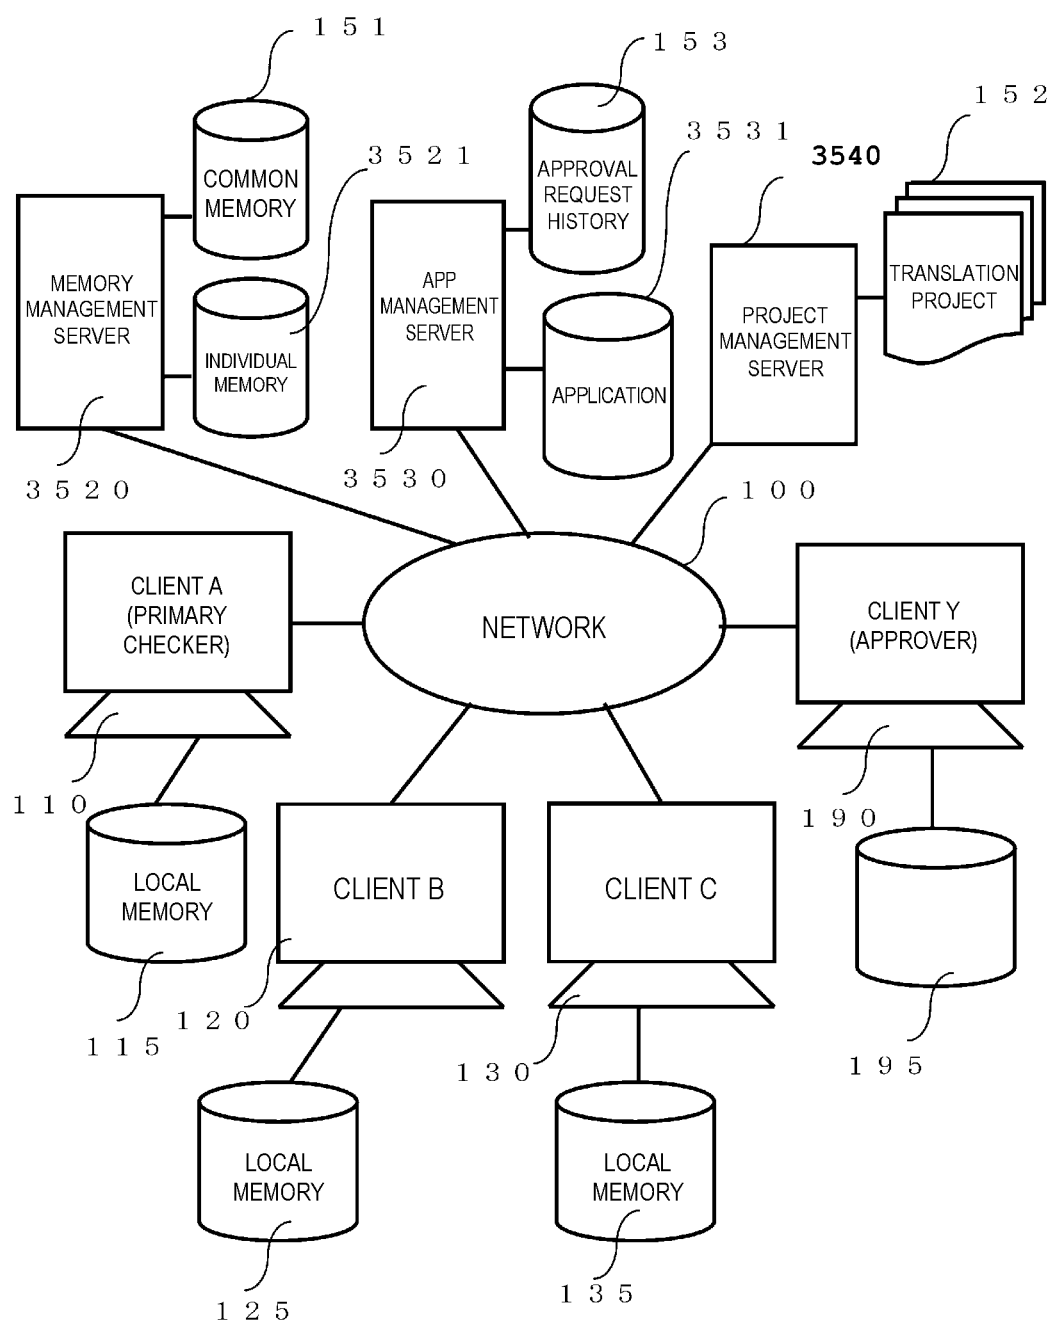 151
153
152
3521
3531
3540
COMMON
MEMORY
APPROVAL
REQUEST
HISTORY
MEMORY
MANAGEMENT
SERVER
APP
MANAGEMENT
SERVER
TRANSLATION
PROJECT
PROJECT
MANAGEMENT
SERVER
INDIVIDUAL
MEMORY
APPLICATION
3520
3530
100
CLIENT A
(PRIMARY
CHECKER)
NETWORK
CLIENT Y
(APPROVER)
110
190
LOCAL
MEMORY
CLIENT B
CLIENT C
115
120
130
195
LOCAL
MEMORY
LOCAL
MEMORY
125
135